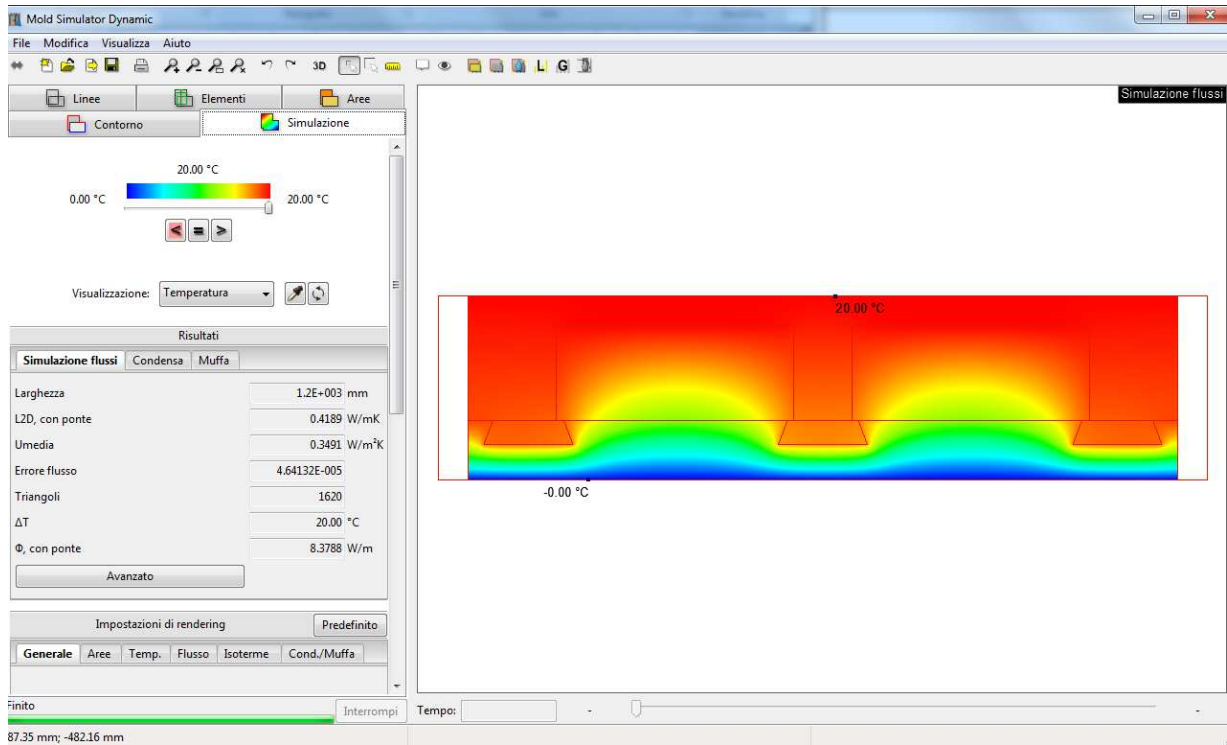 Mold Simulator Dynamic
File Modifica Visualizza Aiuto
3D L G
Linee Elementi Aree
Contorno Simulazione
Simulazione flussi
20.00 °C
0.00 °C 20.00 °C
< = >
Visualizzazione: Temperatura
Risultati
Simulazione flussi Condensa Muffa
Larghezza 1.2E+003 mm
L2D, con ponte 0.4189 W/mK
Umedia 0.3491 W/m²K
Errore flusso 4.64132E-005
Triangoli 1620
ΔT 20.00 °C
Φ, con ponte 8.3788 W/m
Avanzato
Impostazioni di rendering Predefinito
Generale Aree Temp. Flusso Isoterme Cond./Muffa
20.00 °C
-0.00 °C
Finito Interrompi Tempo: - -
87.35 mm; -482.16 mm